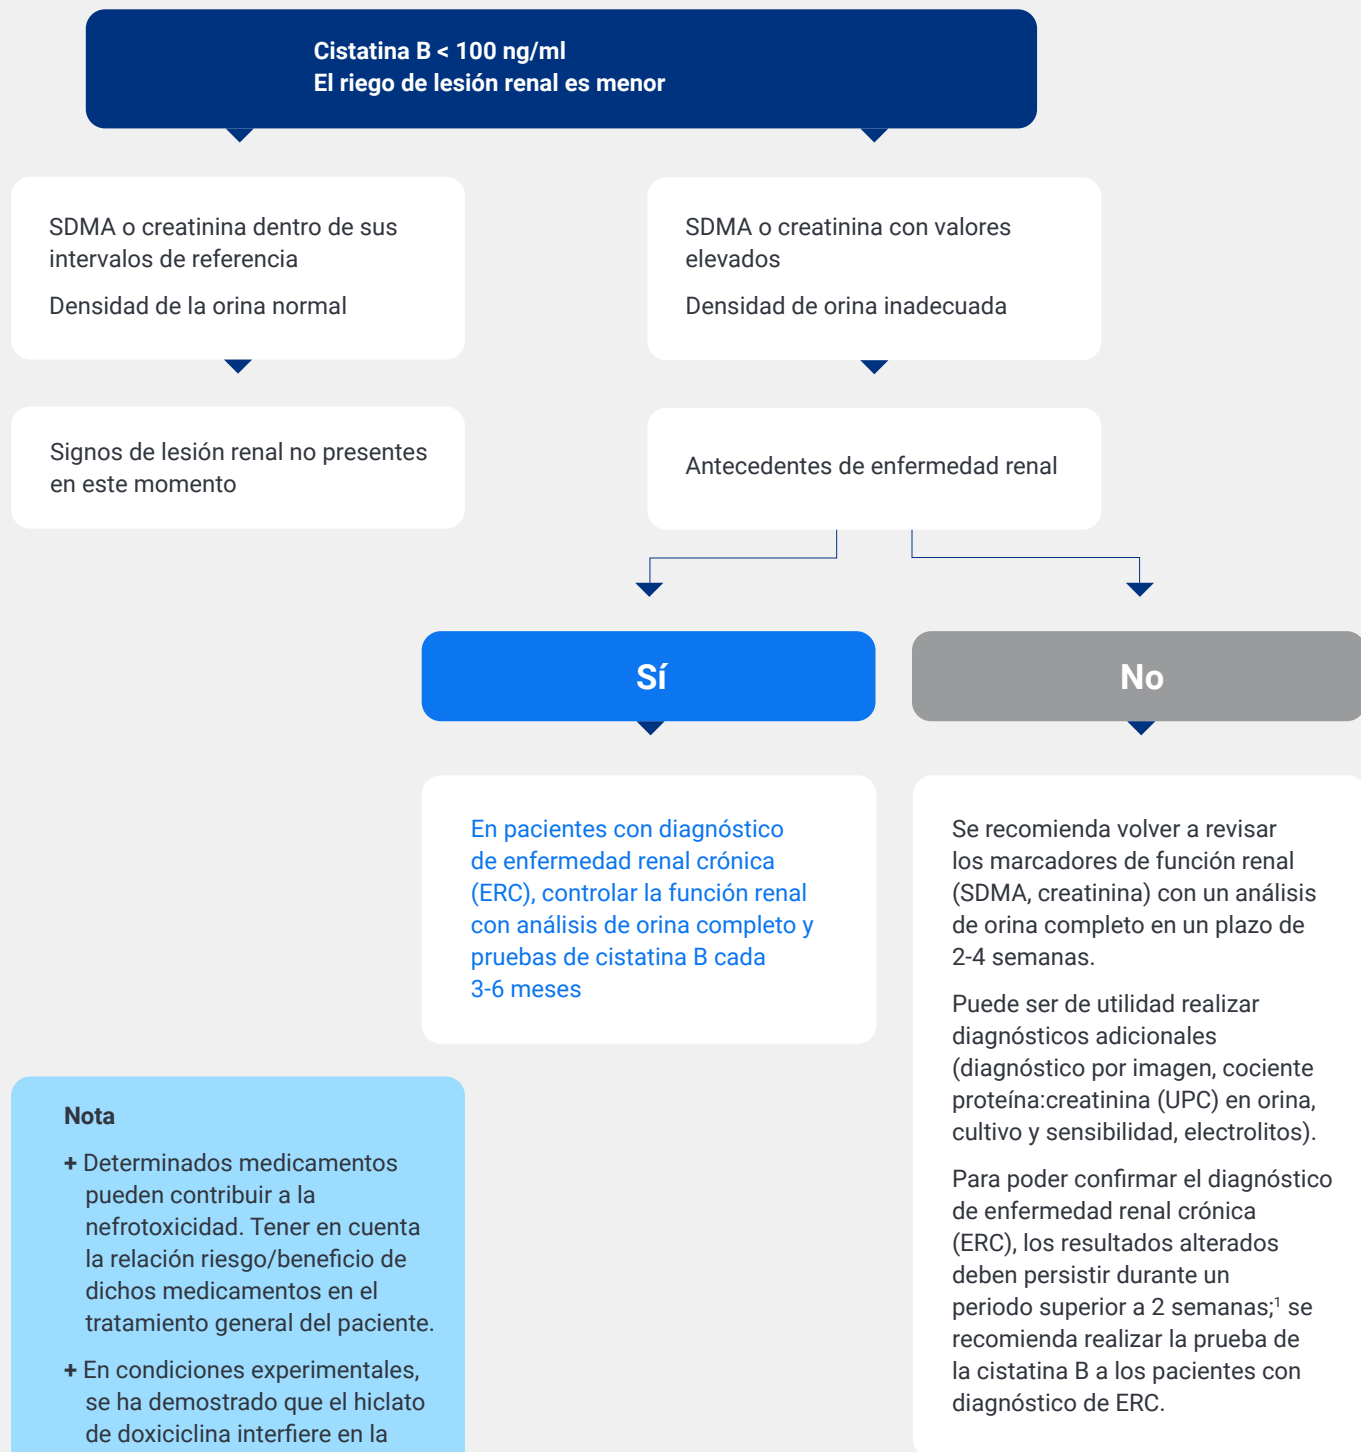 Cistatina B < 100 ng/ml
El riego de lesión renal es menor
SDMA o creatinina dentro de sus
intervalos de referencia
Densidad de la orina normal
SDMA o creatinina con valores
elevados
Densidad de orina inadecuada
Signos de lesión renal no presentes
en este momento
Antecedentes de enfermedad renal
Sí
No
En pacientes con diagnóstico
de enfermedad renal crónica
(ERC), controlar la función renal
con análisis de orina completo y
pruebas de cistatina B cada
3-6 meses
Se recomienda volver a revisar
los marcadores de función renal
(SDMA, creatinina) con un análisis
de orina completo en un plazo de
2-4 semanas.
Puede ser de utilidad realizar
diagnósticos adicionales
(diagnóstico por imagen, cociente
proteína:creatinina (UPC) en orina,
cultivo y sensibilidad, electrolitos).
Para poder confirmar el diagnóstico
de enfermedad renal crónica
(ERC), los resultados alterados
deben persistir durante un
periodo superior a 2 semanas;¹ se
recomienda realizar la prueba de
la cistatina B a los pacientes con
diagnóstico de ERC.
Nota
+ Determinados medicamentos
pueden contribuir a la
nefrotoxicidad. Tener en cuenta
la relación riesgo/beneficio de
dichos medicamentos en el
tratamiento general del paciente.
+ En condiciones experimentales,
se ha demostrado que el hiclato
de doxiciclina interfiere en la